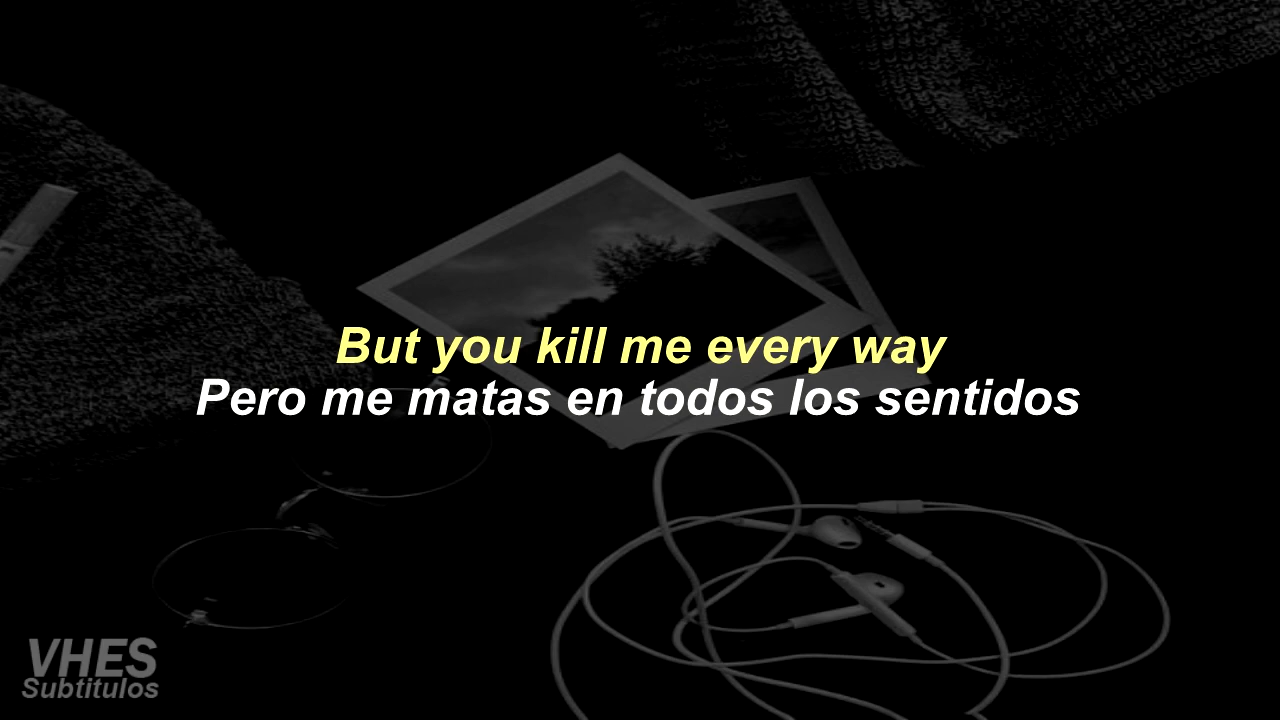 But you kill me every way
Pero me matas en todos los sentidos
VHES
Subtitulos